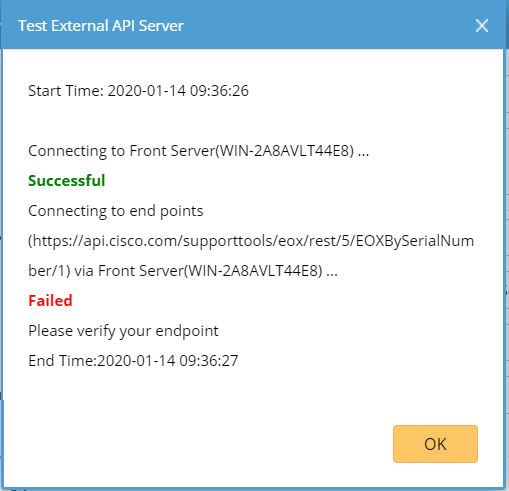 Test External API Server
Start Time: 2020-01-14 09:36:26
Connecting to Front Server(WIN-2A8AVLT44E8) ...
Successful
Connecting to end points
(https://api.cisco.com/supporttools/eox/rest/5/EOXBySerialNum
ber/1) via Front Server(WIN-2A8AVLT44E8) ...
Failed
Please verify your endpoint
End Time:2020-01-14 09:36:27
OK